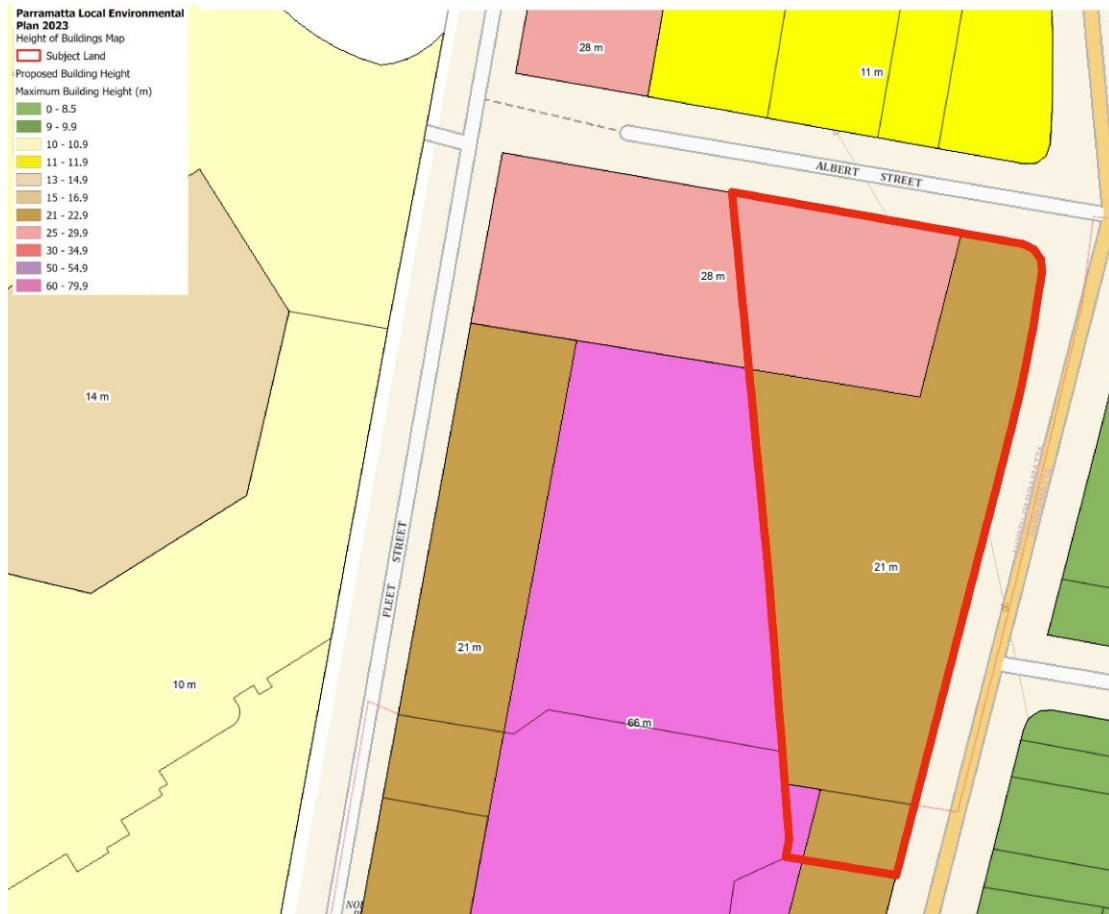 Parramatta Local Environmental
Plan 2023
Height of Buildings Map
Subject Land
Proposed Building Height
Maximum Building Height (m)
0 - 8.5
9 - 9.9
10 - 10.9
11 - 11.9
13 - 14.9
15 - 16.9
21 - 22.9
25 - 29.9
30 - 34.9
50 - 54.9
60 - 79.9
28 m
11 m
ALBERT STREET
28 m
14 m
NORTH PARRAMATTA
PARRAMATTA
FLEET STREET
21 m
21 m
10 m
66 m